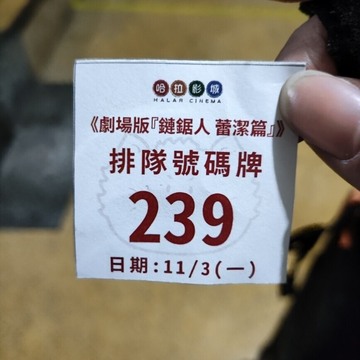 哈拉影城
HALAR CINEMA
《劇場版『鏈鋸人 蕾潔篇』》
排隊號碼牌
239
日期:11/3(一)